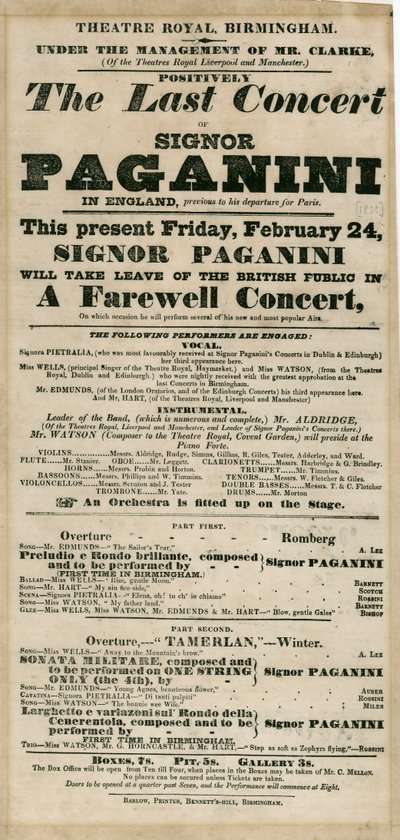 THEATRE ROYAL, BIRMINGHAM.
UNDER THE MANAGEMENT OF MR. CLARKE,
(Of the Theatres Royal Liverpool and Manchester.)
POSITIVELY
The Last Concert
OF
SIGNOR
PAGANINI
IN ENGLAND, previous to his departure for Paris.
[1832]
This present Friday, February 24,
SIGNOR PAGANINI
WILL TAKE LEAVE OF THE BRITISH PUBLIC IN
A Farewell Concert,
On which occasion he will perform several of his new and most popular Airs.
THE FOLLOWING PERFORMERS ARE ENGAGED:
VOCAL.
Signora PIETRALIA, (who was most favourably received at Signor Paganini's Concerts in Dublin & Edinburgh)
her third appearance here.
Miss WELLS, (principal Singer of the Theatre Royal, Haymarket.) and Miss WATSON, (from the Theatres
Royal, Dublin and Edinburgh.) who were nightly received with the greatest approbation at the
last Concerts in Birmingham.
Mr. EDMUNDS, (of the London Oratorios, and of the Edinburgh Concerts) his third appearance here.
And Mr. HART, (of the Theatres Royal, Liverpool and Manchester)
INSTRUMENTAL.
Leader of the Band, (which is numerous and complete,) Mr. ALDRIDGE,
(Of the Theatres Royal, Liverpool and Manchester, and Leader of Signor Paganini's Concerts there.)
Mr. WATSON (Composer to the Theatre Royal, Covent Garden,) will preside at the
Piano Forte.
VIOLINS..............Messrs. Aldridge, Rudge, Simms, Gillins, R. Giles, Teater, Adderley, and Ward.
FLUTE......Mr. Stanier. OBOE......Mr. Leggett. CLARIONETS......Messrs. Harbridge & G. Brindley.
HORNS......Messrs. Probin and Horton. TRUMPET......Mr. Timmins.
BASSOONS......Messrs. Phillips and W. Timmins. TENORS......Messrs. W. Fletcher & Giles.
VIOLONCELLOS......Messrs. Scruton and J. Tester DOUBLE BASSES......Messrs. T. & C. Fletcher
TROMBONE......Mr. Yate. DRUMS......Mr. Morton
An Orchestra is fitted up on the Stage.
PART FIRST.
Overture - - - - Romberg
SONG—Mr. EDMUNDS—"The Sailor's Tear," A. LEE
Preludio e Rondo brillante, composed
and to be performed by - - Signor PAGANINI
(FIRST TIME IN BIRMINGHAM.)
BALLAD—Miss WELLS—"Rise, gentle Moon," BARNETT
SONG—Mr. HART—"My ain fire-side," SCOTCH
SCENA—Signora PIETRALIA—"Elena, oh! tu ch' io chiamo" ROSSINI
SONG—Miss WATSON, "My father land," BARNETT
GLEE—Miss WELLS, Miss WATSON, Mr. EDMUNDS & Mr. HART—"Blow, gentle Gales" BISHOP
PART SECOND.
Overture,---"TAMERLAN,"—Winter.
SONG—Miss WELLS—"Away to the Mountain's brow," A. LEE
SONATA MILITARE, composed and
to be performed on ONE STRING
ONLY (the 4th), by - - - Signor PAGANINI
SONG—Mr. EDMUNDS—"Young Agnes, beauteous flower," AUBER
CAVATINA—Signora PIETRALIA—"Di tanti palpiti" ROSSINI
SONG—Miss WATSON—"The bonnie wee Wife." MILES
Larghetto e variazoni sul' Rondo della
Cenerentola, composed and to be
performed by - - - Signor PAGANINI
FIRST TIME IN BIRMINGHAM.
TRIO—Miss WATSON, Mr. G. HORNCASTLE, & Mr. HART,—"Step as soft as Zephyrs flying."—ROSSINI
BOXES, 7s. PIT, 5s. GALLERY 3s.
The Box Office will be open from Ten till Four, when places in the Boxes may be taken of Mr. C. MELLON.
No places can be secured unless Tickets are taken.
Doors to be opened at a quarter past Seven, and the Performance will commence at Eight.
BARLOW, PRINTER, BENNETT'S-HILL, BIRMINGHAM.